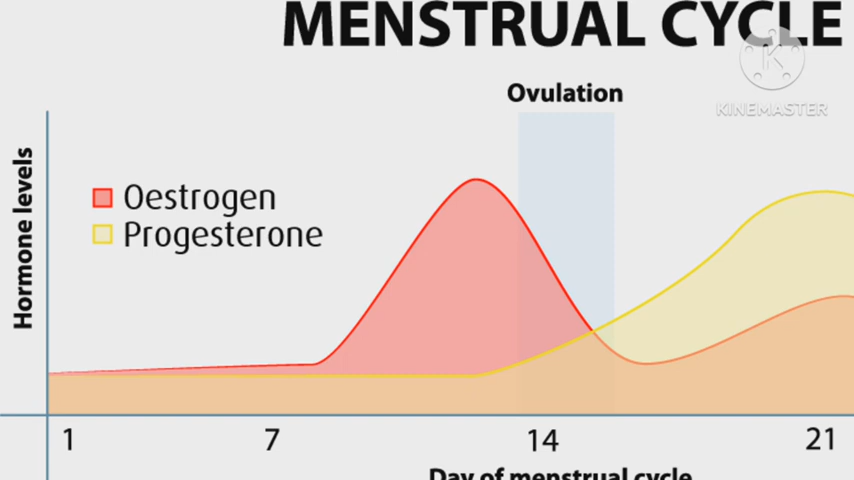 MENSTRUAL CYCLE
KINEMASTER
Ovulation
Hormone levels
Oestrogen
Progesterone
1 7 14 21
Day of menstrual cycle